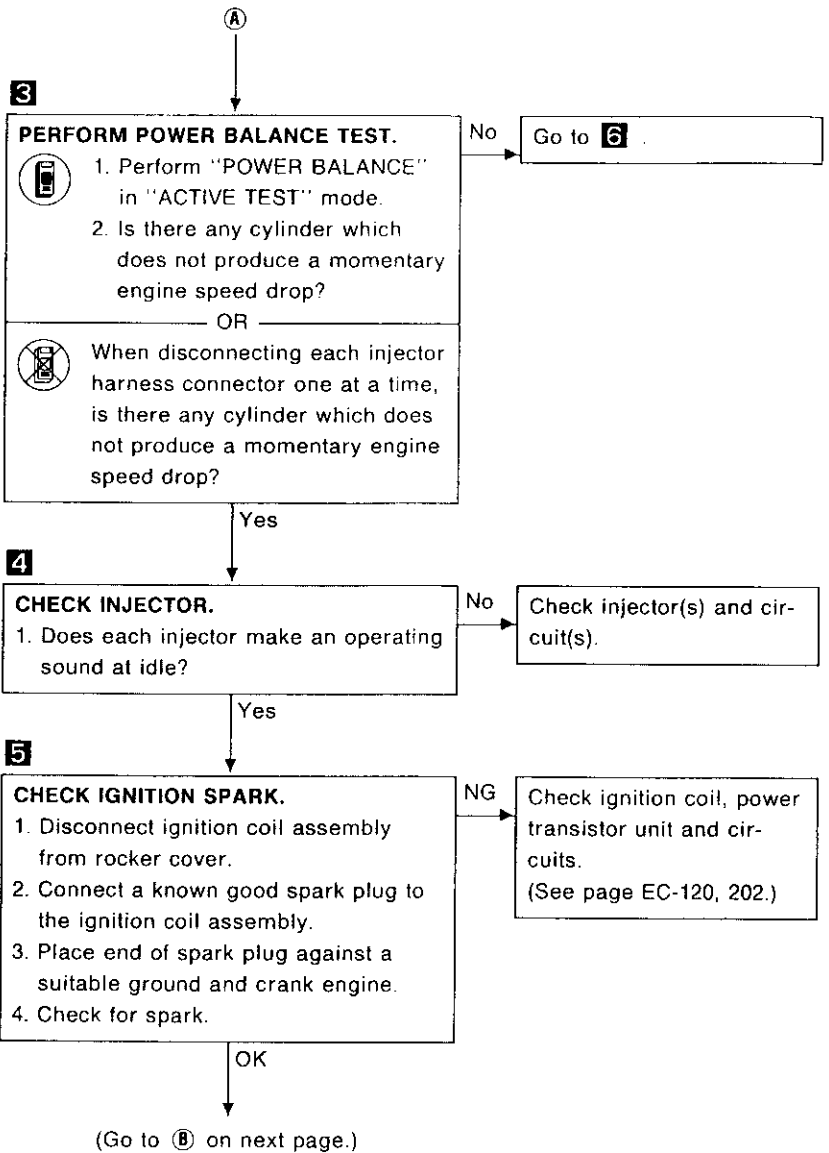 Ⓐ
3
PERFORM POWER BALANCE TEST.
1. Perform "POWER BALANCE"
in "ACTIVE TEST" mode.
2. Is there any cylinder which
does not produce a momentary
engine speed drop?
OR
When disconnecting each injector
harness connector one at a time,
is there any cylinder which does
not produce a momentary engine
speed drop?
No
Go to 6 .
Yes
4
CHECK INJECTOR.
1. Does each injector make an operating
sound at idle?
No
Check injector(s) and cir-
cuit(s).
Yes
5
CHECK IGNITION SPARK.
1. Disconnect ignition coil assembly
from rocker cover.
2. Connect a known good spark plug to
the ignition coil assembly.
3. Place end of spark plug against a
suitable ground and crank engine.
4. Check for spark.
NG
Check ignition coil, power
transistor unit and cir-
cuits.
(See page EC-120, 202.)
OK
(Go to Ⓑ on next page.)